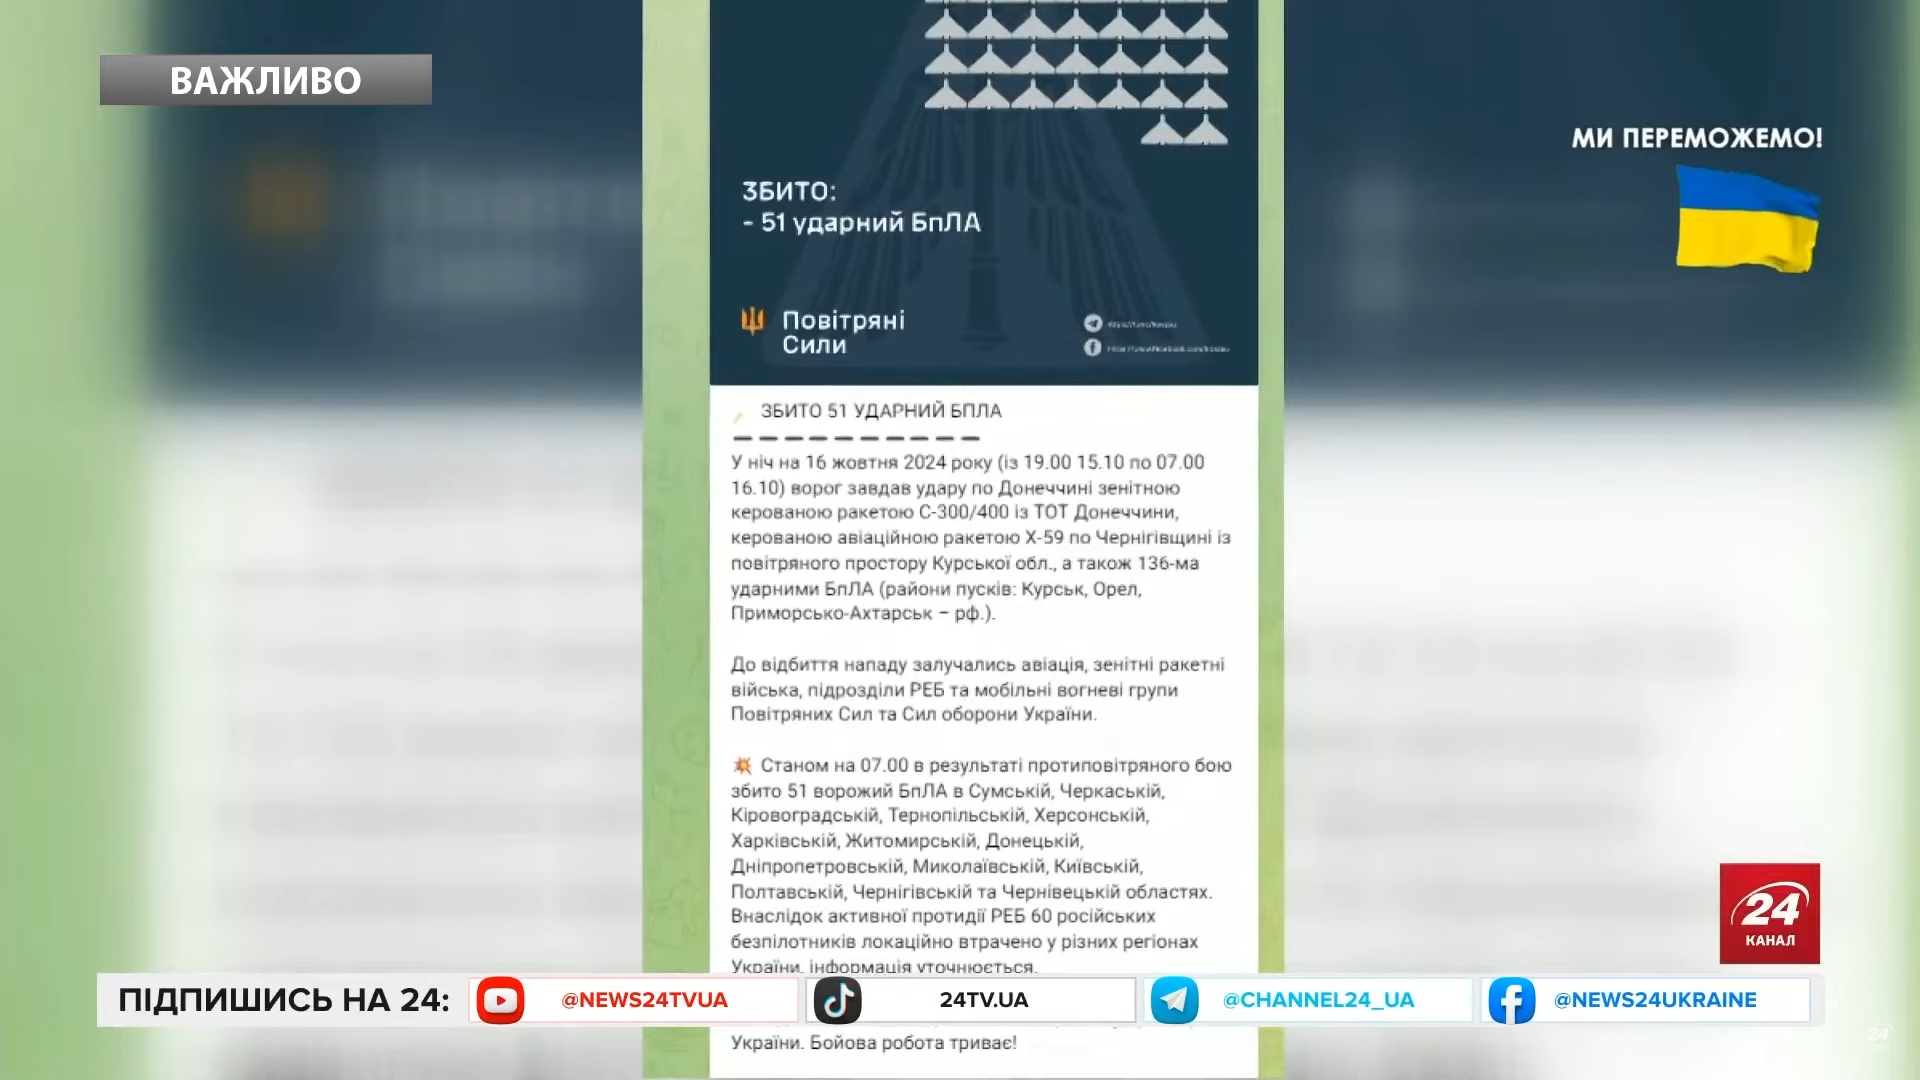 ВАЖЛИВО
МИ ПЕРЕМОЖЕМО!
ЗБИТО:
- 51 ударний БпЛА
Повітряні
Сили
ЗБИТО 51 УДАРНИЙ БПЛА
У ніч на 16 жовтня 2024 року (із 19.00 15.10 по 07.00
16.10) ворог завдав удару по Донеччині зенітною
керованою ракетою С-300/400 із ТОТ Донеччини,
керованою авіаційною ракетою Х-59 по Чернігівщині із
повітряного простору Курської обл., а також 136-ма
ударними БпЛА (райони пусків: Курськ, Орел,
Приморсько-Ахтарськ – рф.).
До відбиття нападу залучались авіація, зенітні ракетні
війська, підрозділи РЕБ та мобільні вогневі групи
Повітряних Сил та Сил оборони України.
Станом на 07.00 в результаті протиповітряного бою
збито 51 ворожий БпЛА в Сумській, Черкаській,
Кіровоградській, Тернопільській, Херсонській,
Харківській, Житомирській, Донецькій,
Дніпропетровській, Миколаївській, Київській,
Полтавській, Чернігівській та Чернівецькій областях.
Внаслідок активної протидії РЕБ 60 російських
безпілотників локаційно втрачено у різних регіонах
України, інформація уточнюється.
України. Бойова робота триває!
24
КАНАЛ
ПІДПИШИСЬ НА 24:
@NEWS24TVUA
24TV.UA
@CHANNEL24_UA
@NEWS24UKRAINE
24